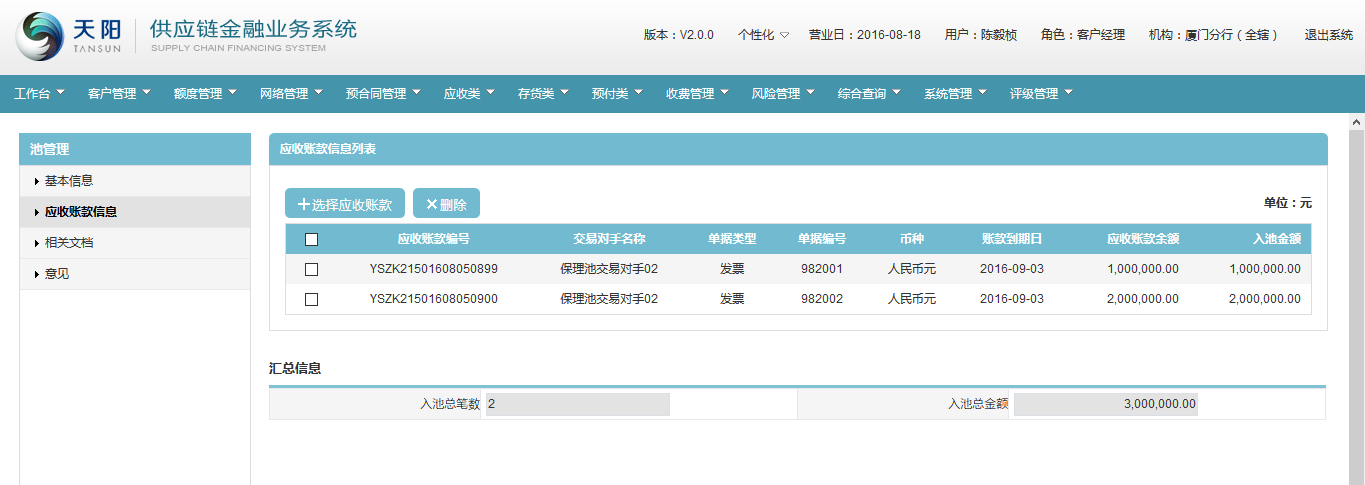 天阳
TANSUN
供应链金融业务系统
SUPPLY CHAIN FINANCING SYSTEM
版本：V2.0.0 个性化 营业日：2016-08-18 用户：陈毅桢 角色：客户经理 机构：厦门分行（全辖） 退出系统
工作台 客户管理 额度管理 网络管理 预合同管理 应收类 存货类 预付类 收费管理 风险管理 综合查询 系统管理 评级管理
池管理
基本信息
应收账款信息
相关文档
意见
应收账款信息列表
选择应收账款 删除 单位：元
应收账款编号 交易对手名称 单据类型 单据编号 币种 账款到期日 应收账款余额 入池金额
YSZK21501608050899 保理池交易对手02 发票 982001 人民币元 2016-09-03 1,000,000.00 1,000,000.00
YSZK21501608050900 保理池交易对手02 发票 982002 人民币元 2016-09-03 2,000,000.00 2,000,000.00
汇总信息
入池总笔数 2 入池总金额 3,000,000.00